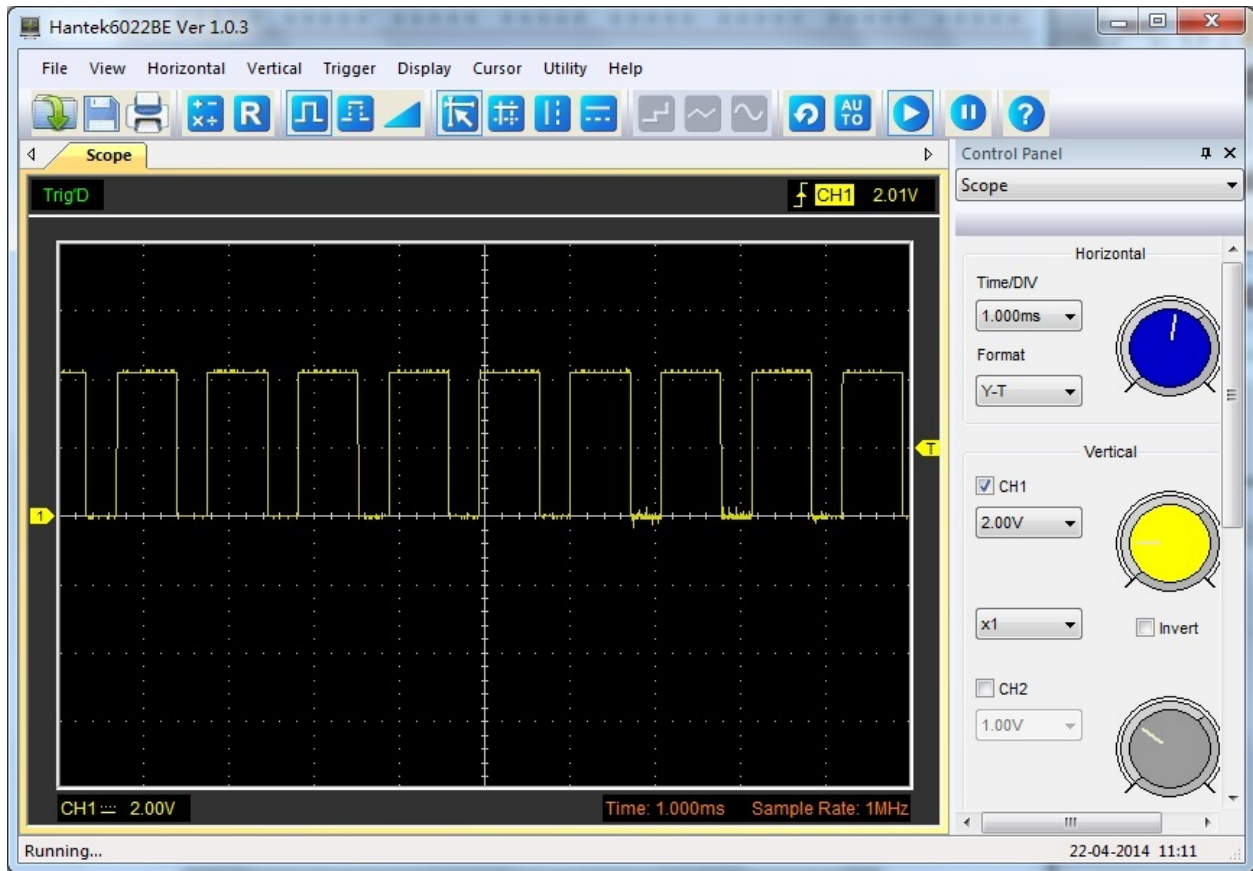 Hantek6022BE Ver 1.0.3
File View Horizontal Vertical Trigger Display Cursor Utility Help
R AU TO ?
Scope
Control Panel
Scope
Trig'D
CH1 2.01V
Horizontal
Time/DIV
1.000ms
Format
Y-T
T
Vertical
CH1
1
2.00V
x1
Invert
CH2
1.00V
CH1 2.00V
Time: 1.000ms Sample Rate: 1MHz
Running...
22-04-2014 11:11